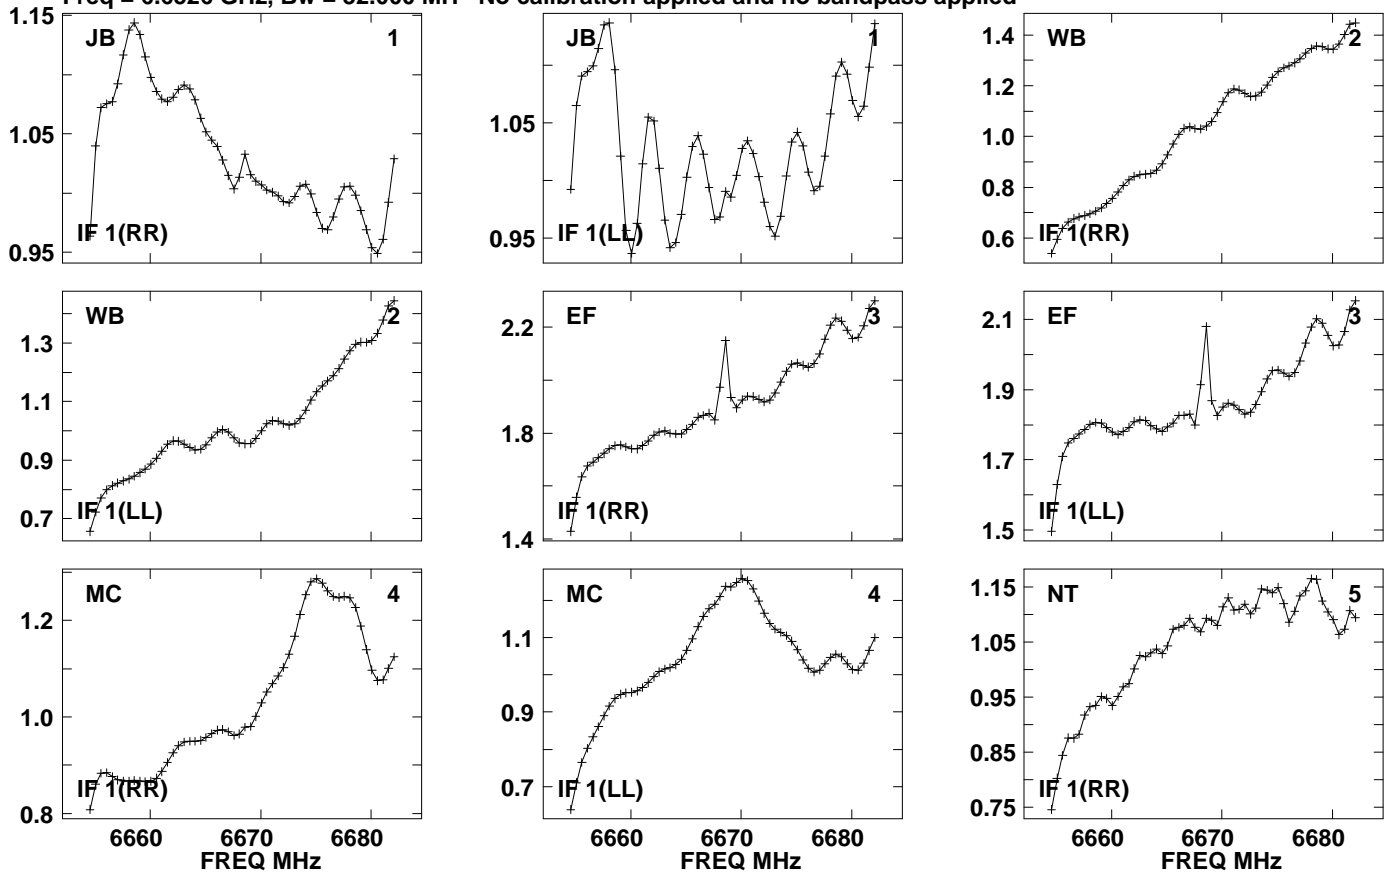 No calibration applied and no bandpass applied
1.15 JB 1 JB 1 1.4 WB 2
1.05 1.05 1.2
1.0
0.8
0.95 IF 1(RR) 0.95 IF 1(LL) 0.6 IF 1(RR)
WB 2 EF 3 EF 3
1.3 2.2 2.1
1.1 1.9
0.9 1.8 1.7
0.7 IF 1(LL) IF 1(RR) IF 1(LL)
1.4 1.5
MC 4 MC 4 NT 5
1.2 1.1 1.15
1.05
1.0 0.9 0.95
0.85
0.8 IF 1(RR) 0.7 IF 1(LL) 0.75 IF 1(RR)
6660 6670 6680 6660 6670 6680 6660 6670 6680
FREQ MHz FREQ MHz FREQ MHz